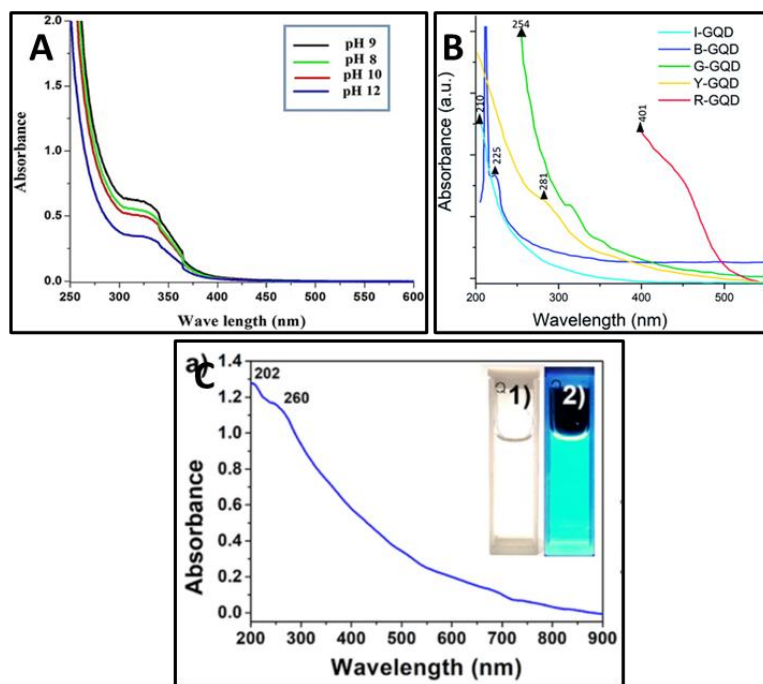 A
pH 9
pH 8
pH 10
pH 12
2.0
1.5
1.0
0.5
0.0
Absorbance
250 300 350 400 450 500 550 600
Wave length (nm)
B
254
210
225
281
401
I-GQD
B-GQD
G-GQD
Y-GQD
R-GQD
Absorbance (a.u.)
200 300 400 500
Wavelength (nm)
a)
C
202
260
1)
2)
1.4
1.2
1.0
0.8
0.6
0.4
0.2
0.0
Absorbance
200 300 400 500 600 700 800 900
Wavelength (nm)